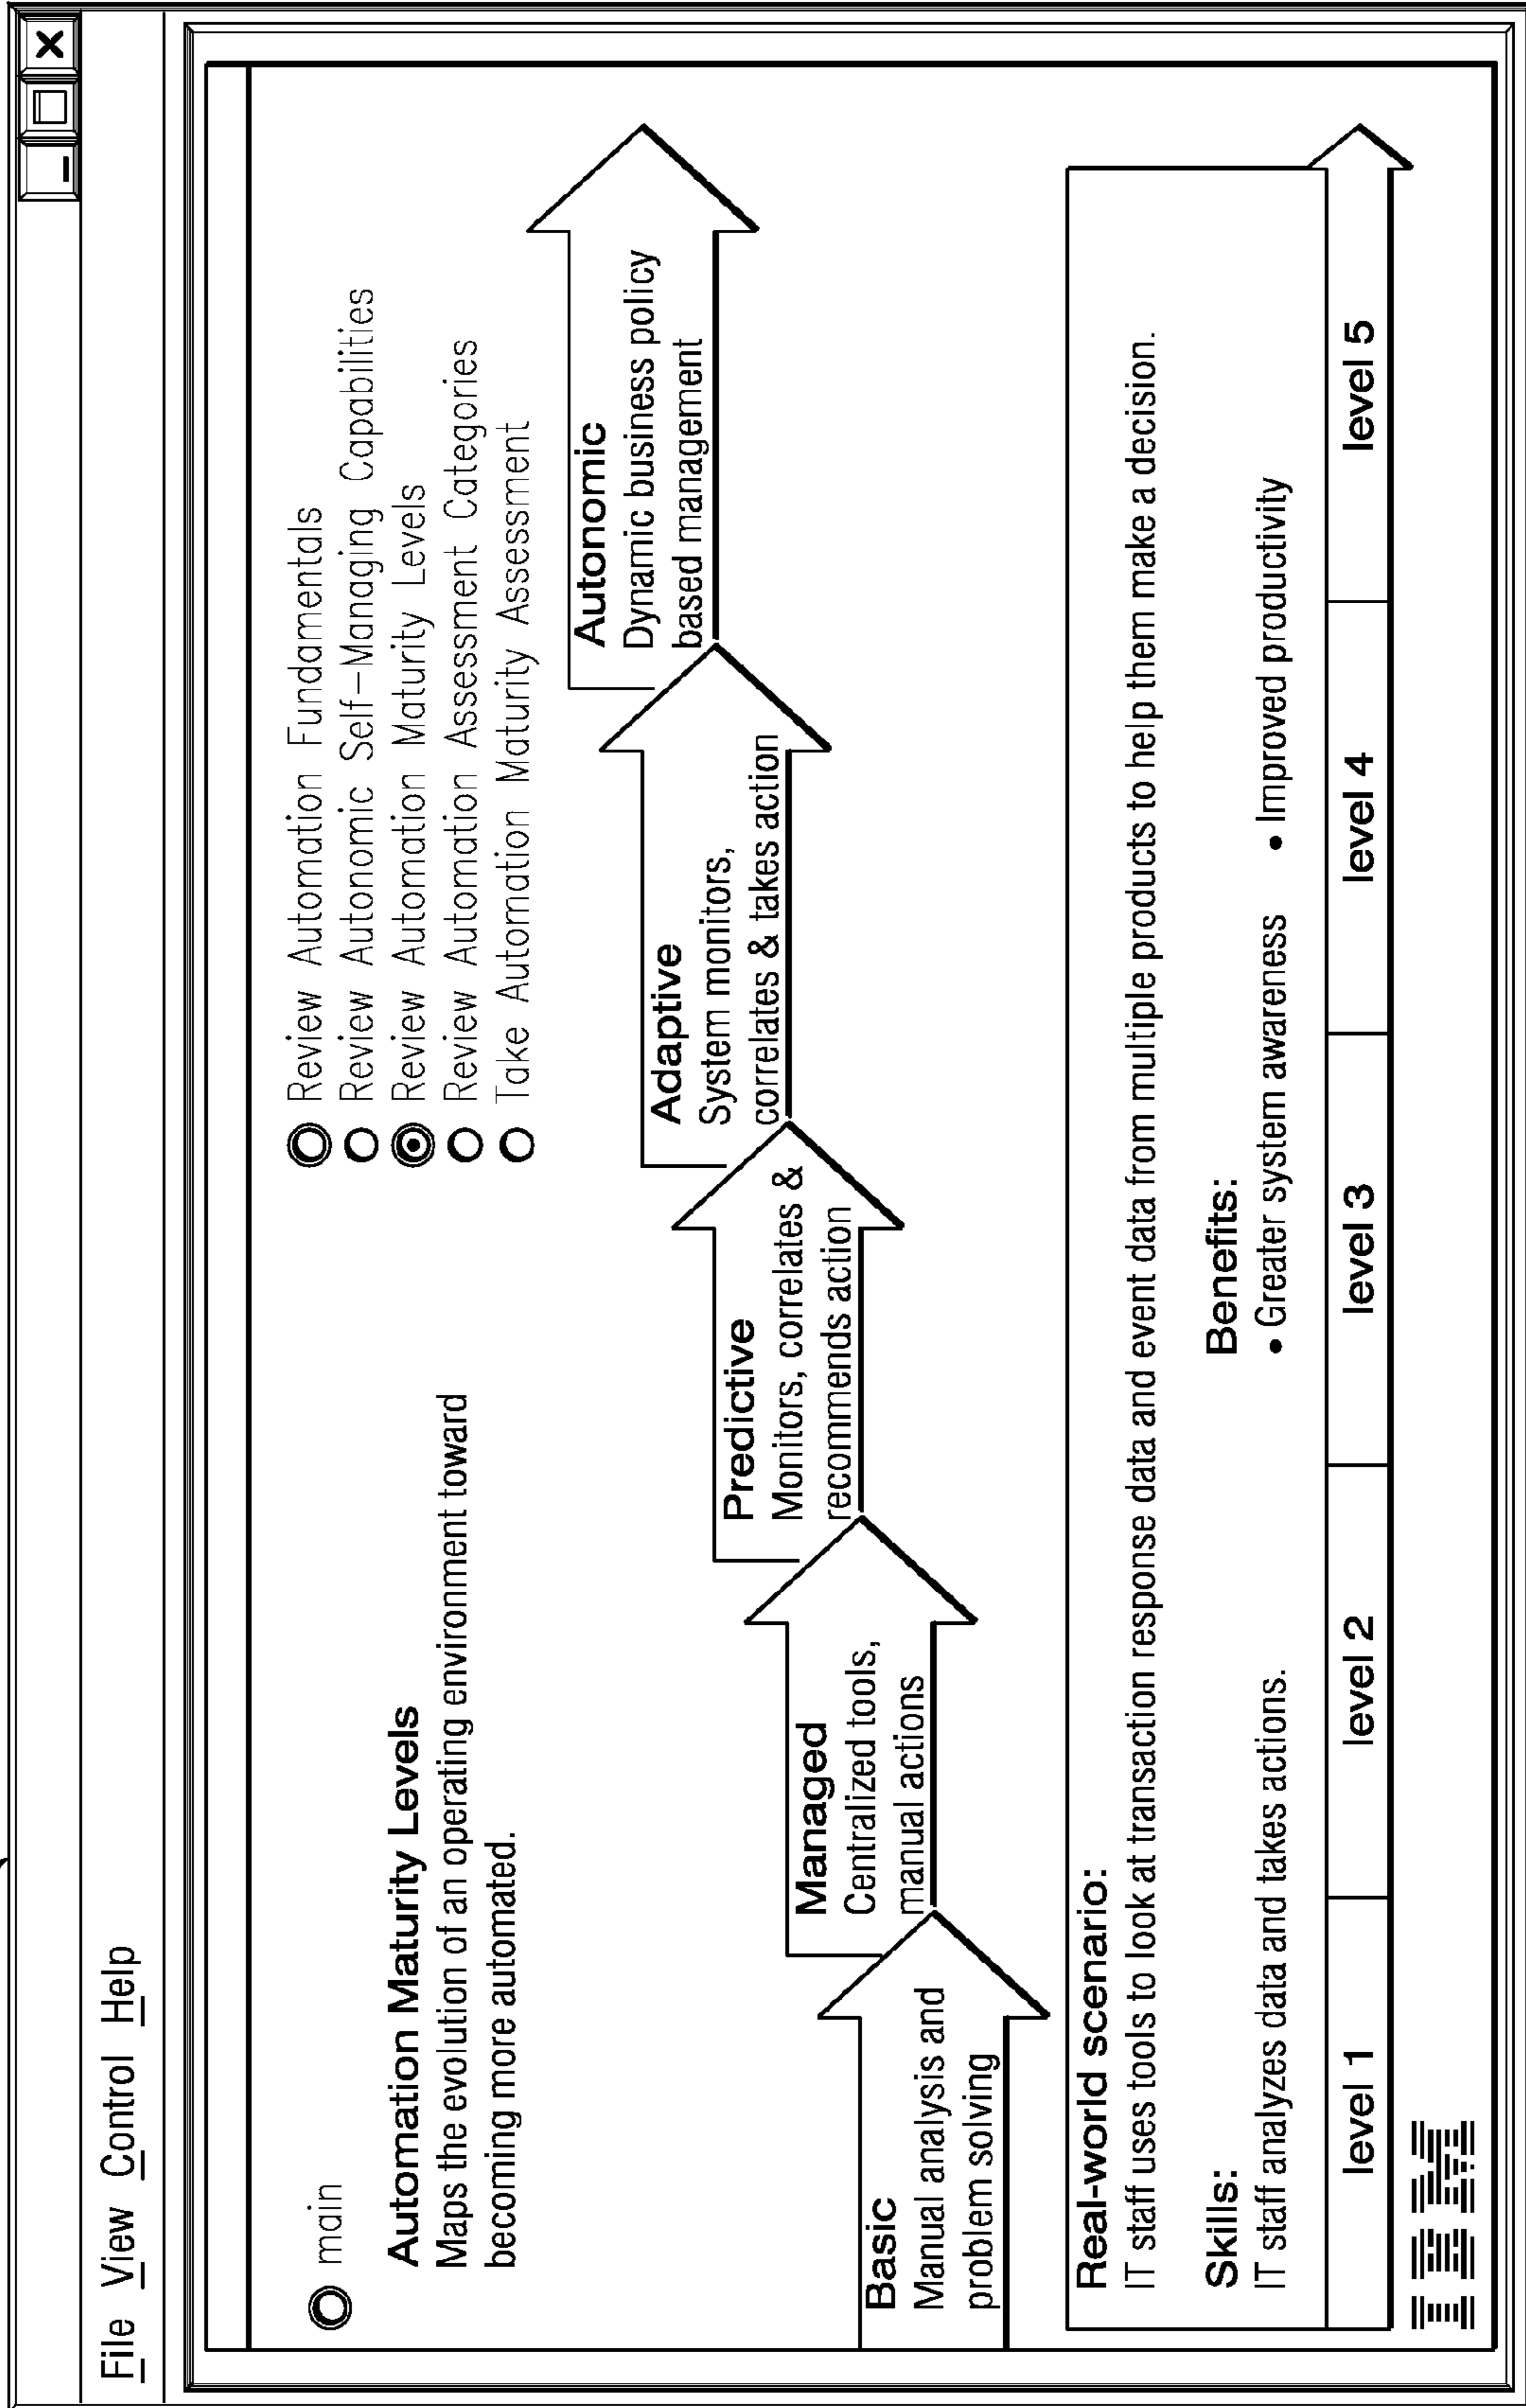 File View Control Help
main
Review Automation Fundamentals
Review Autonomic Self-Managing Capabilities
Review Automation Maturity Levels
Review Automation Assessment Categories
Take Automation Maturity Assessment
Automation Maturity Levels
Maps the evolution of an operating environment toward
becoming more automated.
Basic
Manual analysis and
problem solving
Managed
Centralized tools,
manual actions
Predictive
Monitors, correlates &
recommends action
Adaptive
System monitors,
correlates & takes action
Autonomic
Dynamic business policy
based management
Real-world scenario:
IT staff uses tools to look at transaction response data and event data from multiple products to help them make a decision.
Skills:
IT staff analyzes data and takes actions.
Benefits:
• Greater system awareness • Improved productivity
level 1 level 2 level 3 level 4 level 5
IBM